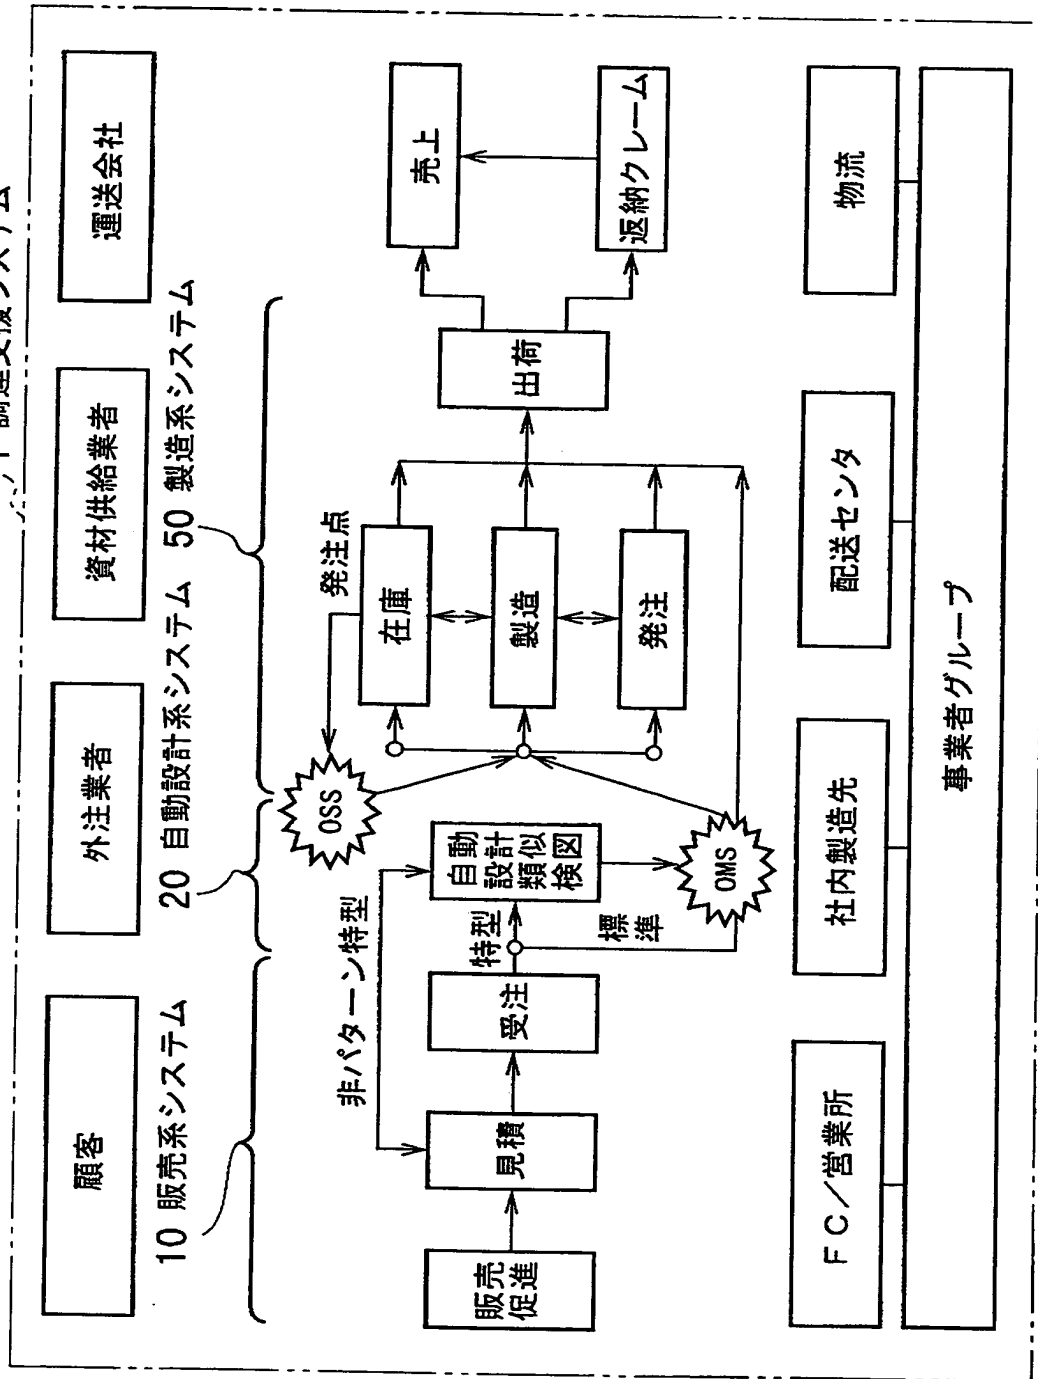 調達支援システム
顧客
外注業者
資材供給業者
運送会社
10 販売系システム
20 自動設計系システム
50 製造系システム
非パターン特型
OSS
発注点
販売
促進
見積
受注
特型
標
準
自動
設計
類似
検図
OMS
在庫
製造
発注
出荷
売上
返納クレーム
FC/営業所
社内製造先
配送センタ
物流
事業者グループ